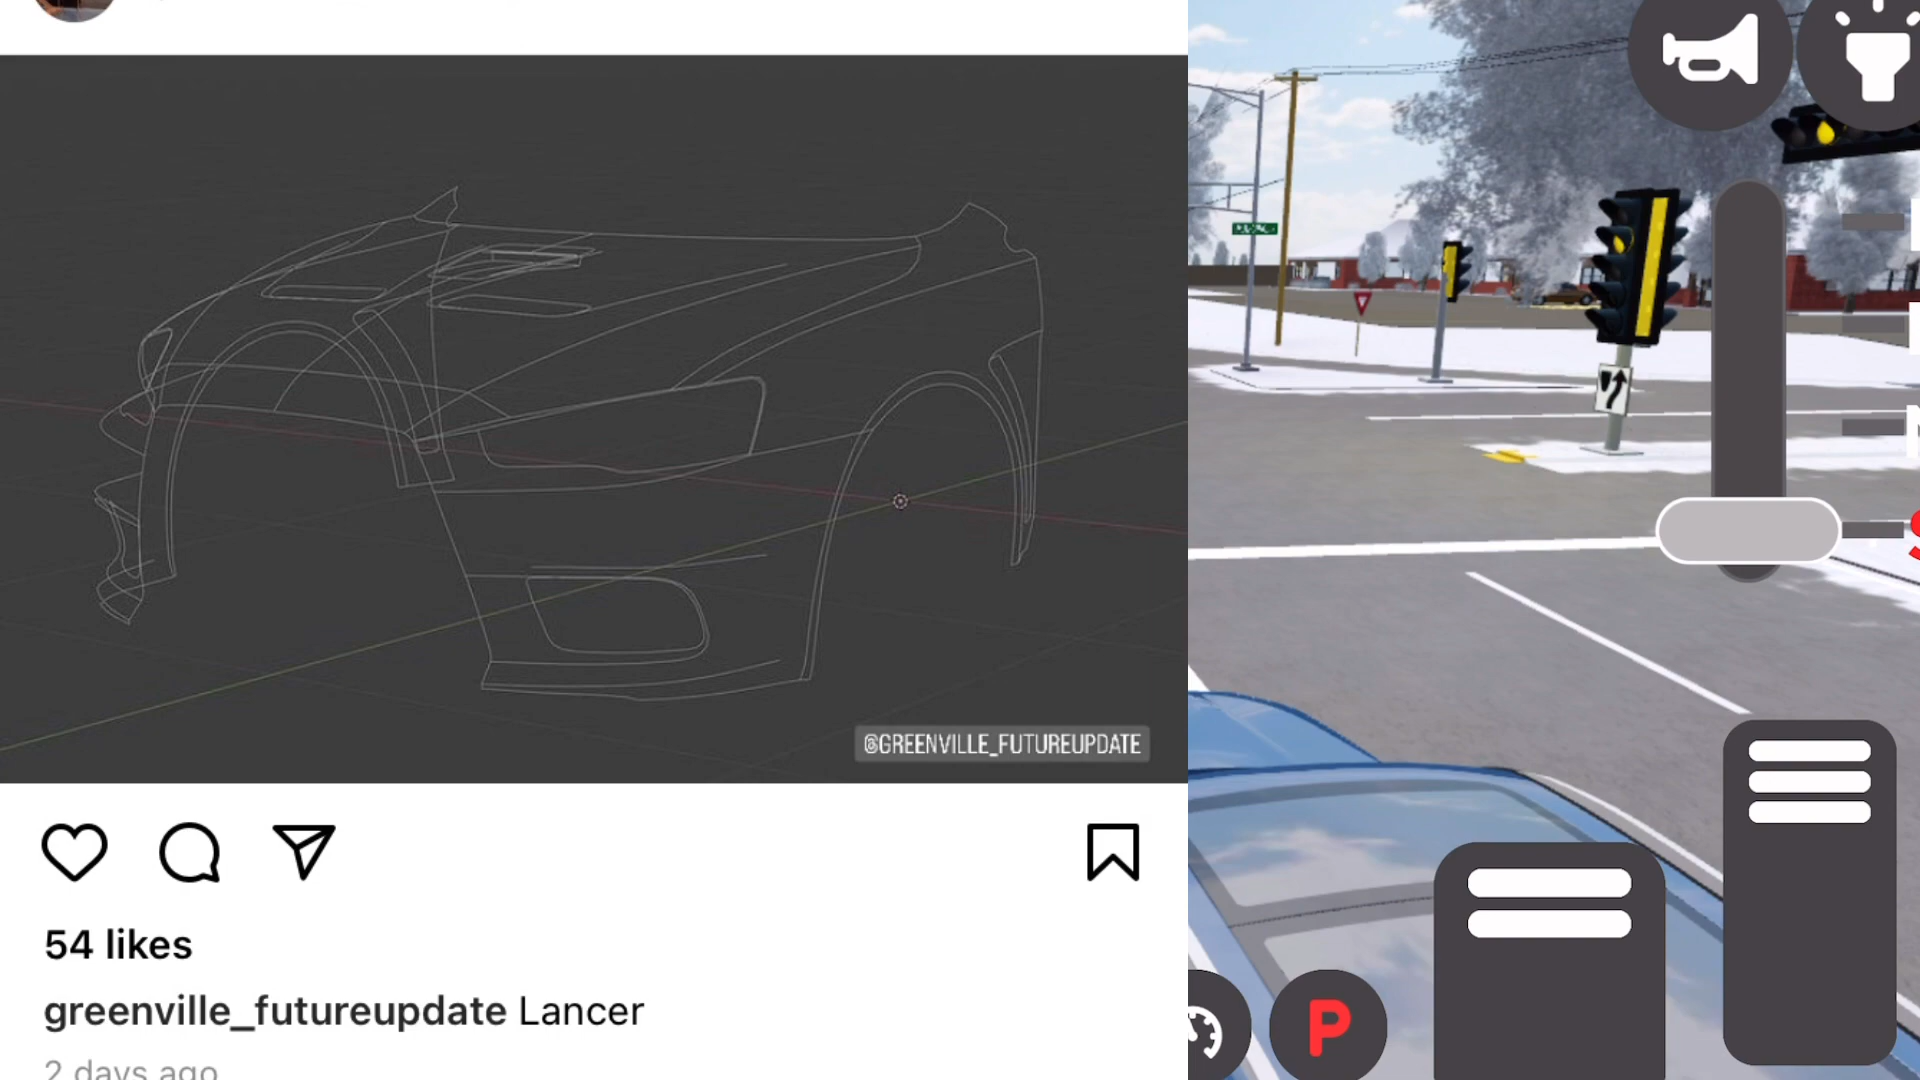 @GREENVILLE_FUTUREUPDATE
54 likes
greenville_futureupdate Lancer
2 days ago
S
P